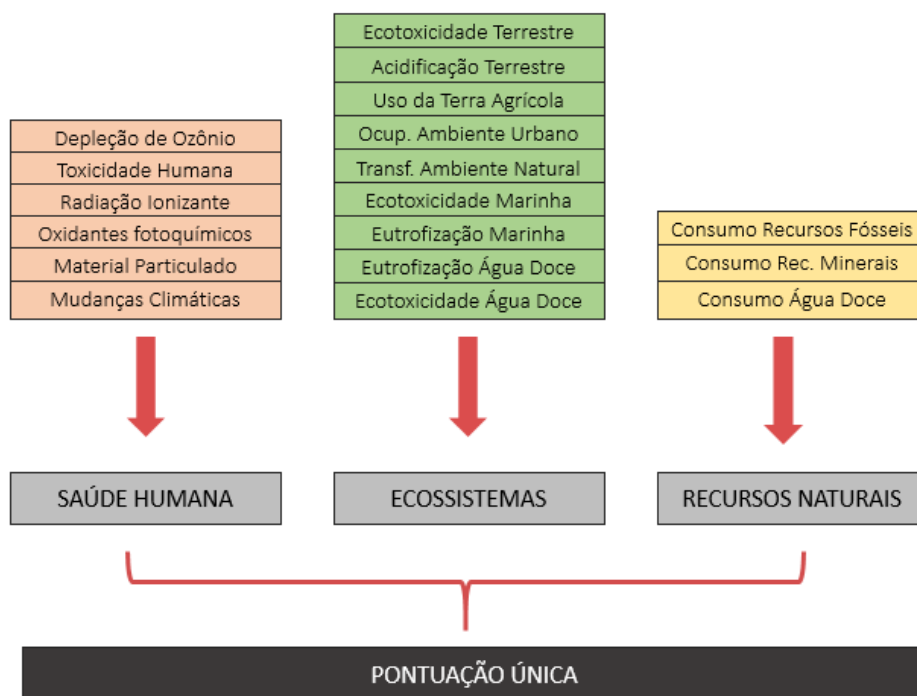 Depleção de Ozônio
Toxicidade Humana
Radiação Ionizante
Oxidantes fotoquímicos
Material Particulado
Mudanças Climáticas
Ecotoxicidade Terrestre
Acidificação Terrestre
Uso da Terra Agrícola
Ocup. Ambiente Urbano
Transf. Ambiente Natural
Ecotoxicidade Marinha
Eutrofização Marinha
Eutrofização Água Doce
Ecotoxicidade Água Doce
Consumo Recursos Fósseis
Consumo Rec. Minerais
Consumo Água Doce
SAÚDE HUMANA
ECOSSISTEMAS
RECURSOS NATURAIS
PONTUAÇÃO ÚNICA